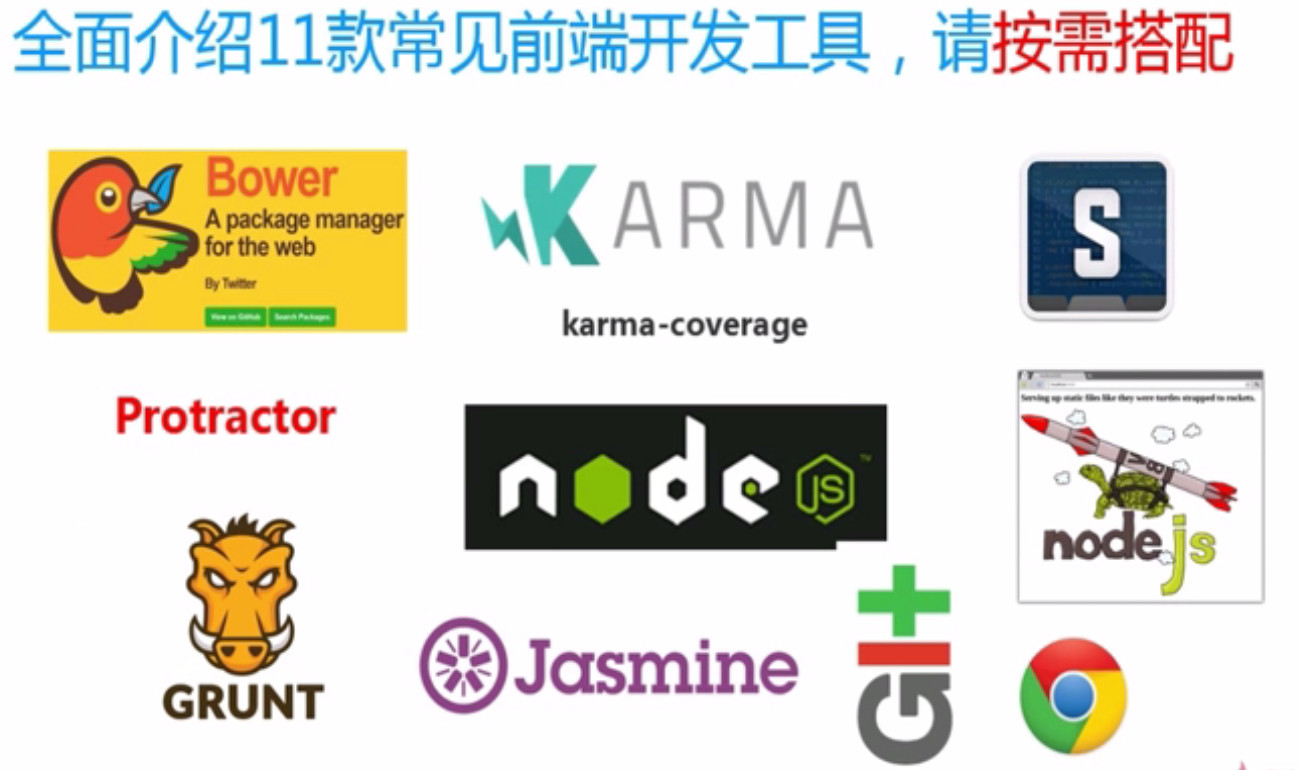 全面介绍11款常见前端开发工具，请按需搭配
Bower
A package manager
for the web
By Twitter
View on GitHub
Search Packages
KARMA
karma-coverage
S
Protractor
node JS
TM
Serving up static files like they were turtles strapped to rockets.
V8
nodejs
GRUNT
Jasmine
GIt